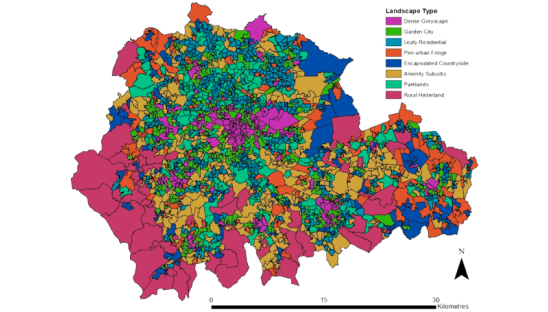 Landscape Type
Dense Greyscape
Garden City
Leafy Residential
Peri-urban Fringe
Encapsulated Countryside
Amenity Suburbs
Parklands
Rural Hinterland
N
0 15 30
Kilometres